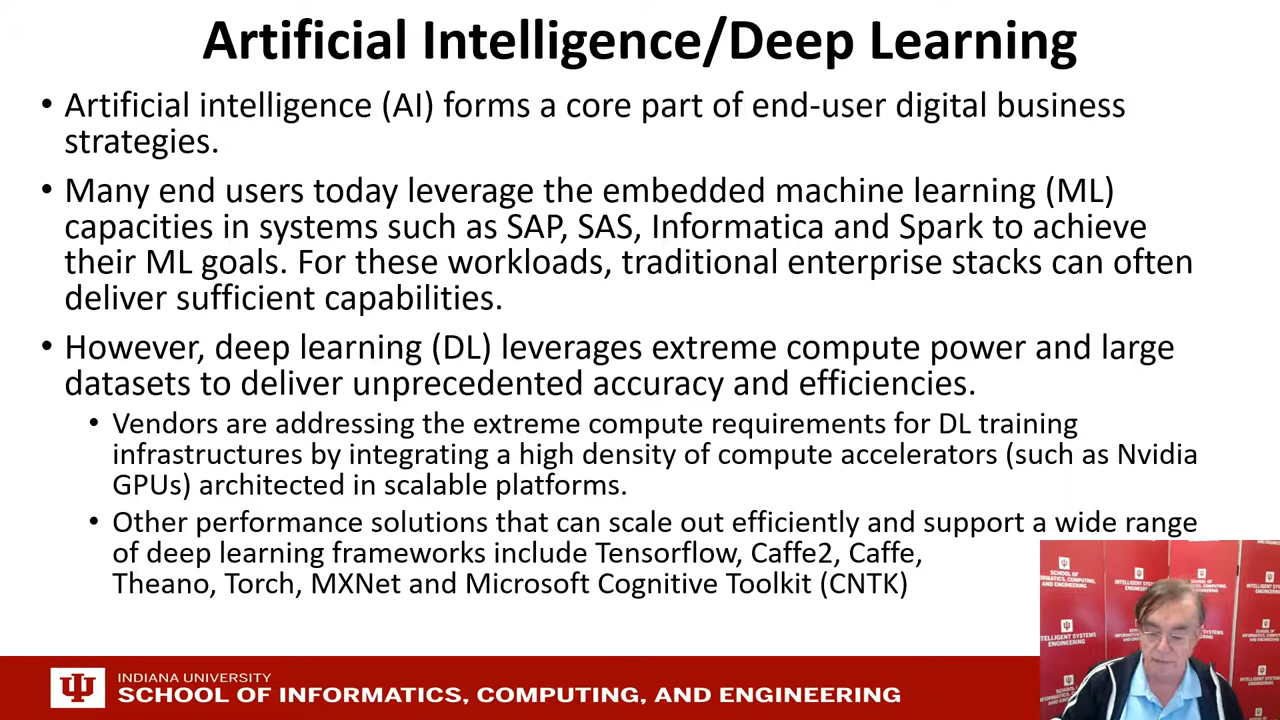 Artificial Intelligence/Deep Learning
• Artificial intelligence (AI) forms a core part of end-user digital business
strategies.
• Many end users today leverage the embedded machine learning (ML)
capacities in systems such as SAP, SAS, Informatica and Spark to achieve
their ML goals. For these workloads, traditional enterprise stacks can often
deliver sufficient capabilities.
• However, deep learning (DL) leverages extreme compute power and large
datasets to deliver unprecedented accuracy and efficiencies.
• Vendors are addressing the extreme compute requirements for DL training
infrastructures by integrating a high density of compute accelerators (such as Nvidia
GPUs) architected in scalable platforms.
• Other performance solutions that can scale out efficiently and support a wide range
of deep learning frameworks include Tensorflow, Caffe2, Caffe,
Theano, Torch, MXNet and Microsoft Cognitive Toolkit (CNTK)
INDIANA UNIVERSITY
SCHOOL OF INFORMATICS, COMPUTING, AND ENGINEERING